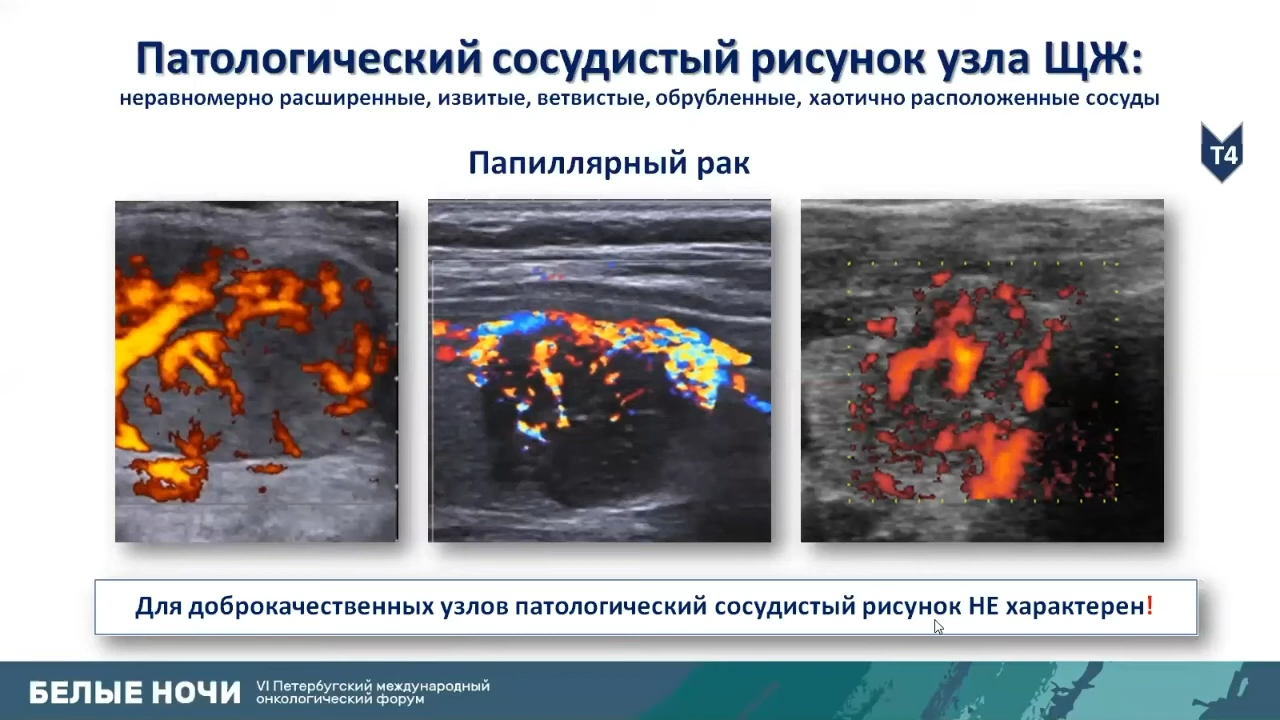 Патологический сосудистый рисунок узла ЩЖ:
неравномерно расширенные, извитые, ветвистые, обрубленные, хаотично расположенные сосуды
T4
Папиллярный рак
Для доброкачественных узлов патологический сосудистый рисунок НЕ характерен!
БЕЛЫЕ НОЧИ
VI Петербургский международный
онкологический форум